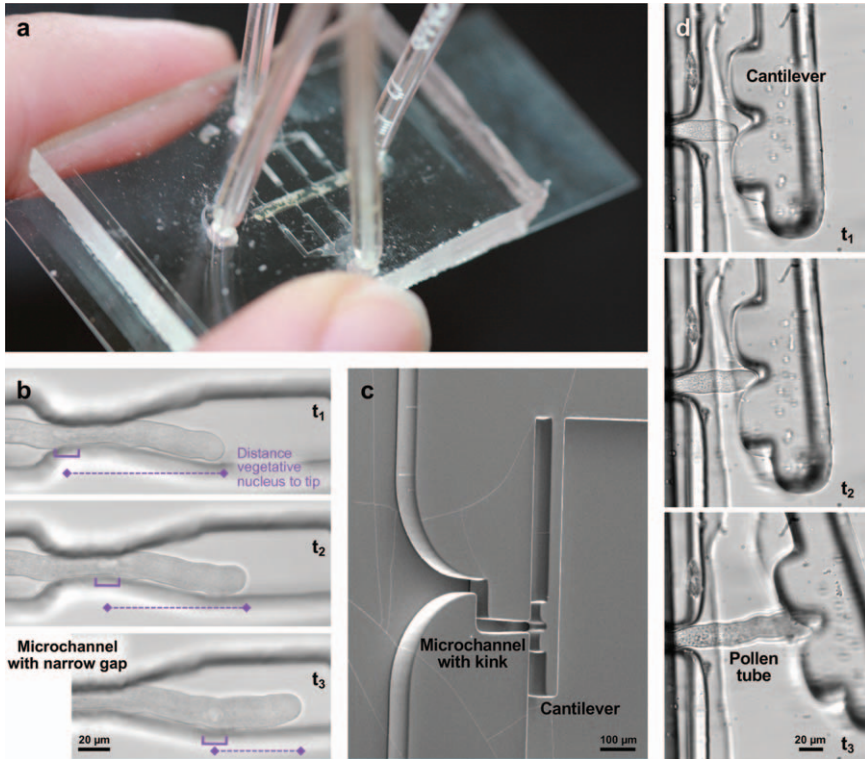 a
b
t1
Distance
vegetative
nucleus to tip
t2
Microchannel
with narrow gap
t3
20 µm
c
Microchannel
with kink
Cantilever
100 µm
d
Cantilever
t1
t2
Pollen
tube
20 µm
t3